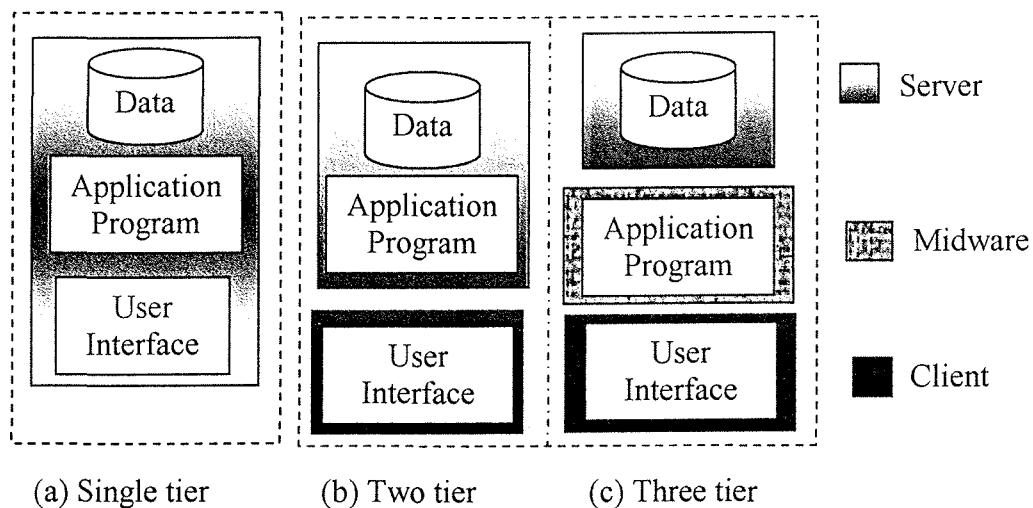 Data
Application
Program
User
Interface
Data
Application
Program
User
Interface
Data
Application
Program
User
Interface
Server
Midware
Client
(a) Single tier
(b) Two tier
(c) Three tier